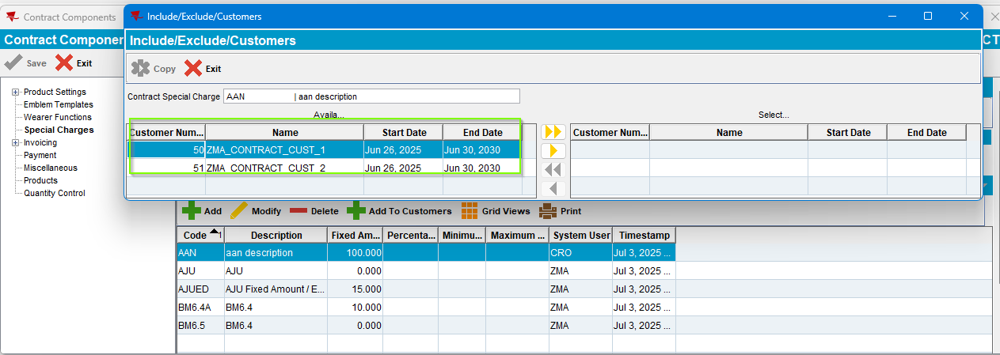 Contract Components
Include/Exclude/Customers
Contract Componer
Include/Exclude/Customers
CT
Save
Exit
Copy
Exit
Contract Special Charge
AAN
aan description
Product Settings
Emblem Templates
Wearer Functions
Special Charges
Invoicing
Payment
Miscellaneous
Products
Quantity Control
Availa...
Select...
Customer Num... Name Start Date End Date
50 ZMA_CONTRACT_CUST_1 Jun 26, 2025 Jun 30, 2030
51 ZMA_CONTRACT_CUST_2 Jun 26, 2025 Jun 30, 2030
Customer Num... Name Start Date End Date
Add Modify Delete Add To Customers Grid Views Print
Code 1 Description Fixed Am... Percenta... Minimu... Maximum ... System User Timestamp
AAN aan description 100.000 CRO Jul 3, 2025 ...
AJU AJU 0.000 ZMA Jul 3, 2025 ...
AJUED AJU Fixed Amount / E... 15.000 ZMA Jul 3, 2025 ...
BM6.4A BM6.4 10.000 ZMA Jul 3, 2025 ...
BM6.5 BM6.4 0.000 ZMA Jul 3, 2025 ...